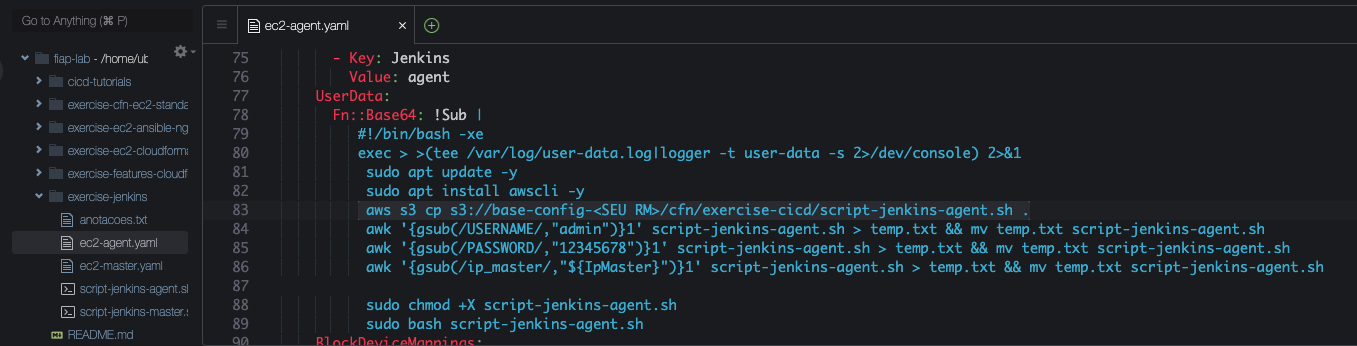 Go to Anything (⌘ P)
fiap-lab - /home/ub
cicd-tutorials
exercise-cfn-ec2-standa
exercise-ec2-ansible-ng
exercise-ec2-cloudforma
exercise-features-cloudf
exercise-jenkins
anotacoes.txt
ec2-agent.yaml
ec2-master.yaml
script-jenkins-agent.sl
script-jenkins-master.s
README.md
ec2-agent.yaml
75 - Key: Jenkins
76 Value: agent
77 UserData:
78 Fn::Base64: !Sub |
79 #!/bin/bash -xe
80 exec > >(tee /var/log/user-data.log|logger -t user-data -s 2>/dev/console) 2>&1
81 sudo apt update -y
82 sudo apt install awscli -y
83 aws s3 cp s3://base-config-<SEU RM>/cfn/exercise-cicd/script-jenkins-agent.sh .
84 awk '{gsub(/USERNAME/,"admin")}1' script-jenkins-agent.sh > temp.txt && mv temp.txt script-jenkins-agent.sh
85 awk '{gsub(/PASSWORD/,"12345678")}1' script-jenkins-agent.sh > temp.txt && mv temp.txt script-jenkins-agent.sh
86 awk '{gsub(/ip_master/,"${IpMaster}")}1' script-jenkins-agent.sh > temp.txt && mv temp.txt script-jenkins-agent.sh
87
88 sudo chmod +X script-jenkins-agent.sh
89 sudo bash script-jenkins-agent.sh
90 BlockDeviceMappings: